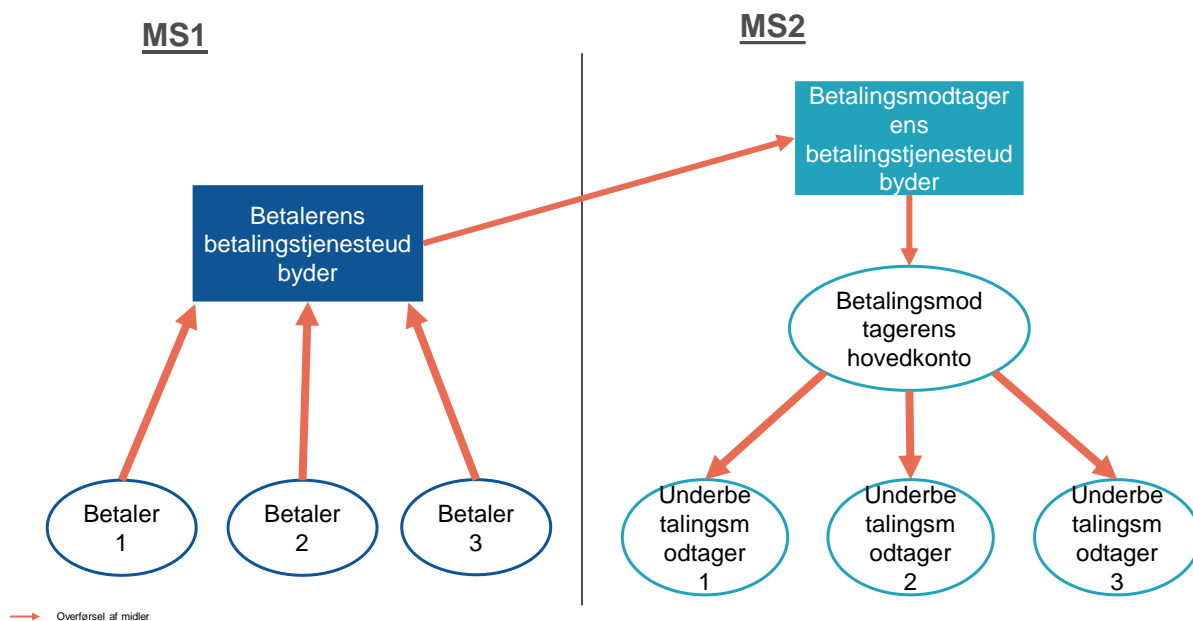 MS1
MS2
Betalingsmodtager
ens
betalingstjenesteud
byder
Betalerens
betalingstjenesteud
byder
Betalingsmod
tagerens
hovedkonto
Betaler
1
Betaler
2
Betaler
3
Underbe
talingsm
odtager
1
Underbe
talingsm
odtager
2
Underbe
talingsm
odtager
3
Overførsel af midler